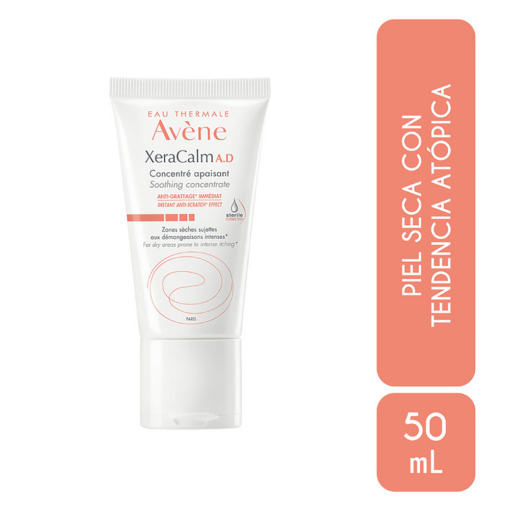 EAU THERMALE
Avène
XeraCalm A.D
Concentré apaisant
Soothing concentrate
ANTI-GRATTAGE* IMMÉDIAT
INSTANT ANTI-SCRATCH* EFFECT
stérile
Zones sèches sujettes
aux démangeaisons intenses*
For dry areas prone to intense itching*
PARIS
PIEL SECA CON
TENDENCIA ATÓPICA
50
mL